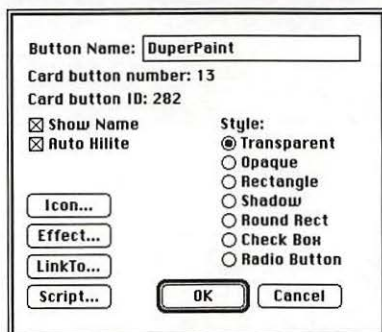 Button Name: DuperPaint
Card button number: 13
Card button ID: 282
Show Name
Auto Hilite
Style:
Transparent
Opaque
Rectangle
Shadow
Round Rect
Check Box
Radio Button
Icon...
Effect...
LinkTo...
Script...
OK
Cancel